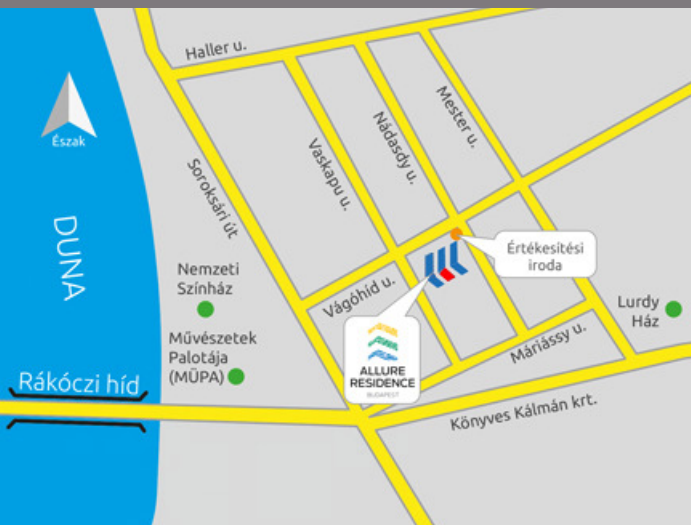 Haller u.
Észak
Mester u.
Nádasdy u.
Vaskapu u.
Soroksári út
DUNA
Értékesítési
iroda
Nemzeti
Színház
Vágóhíd u.
Lurdy
Ház
Művészetek
Palotája
(MÜPA)
Máriássy u.
ALLURE
RESIDENCE
BUDAPEST
Rákóczi híd
Könyves Kálmán krt.